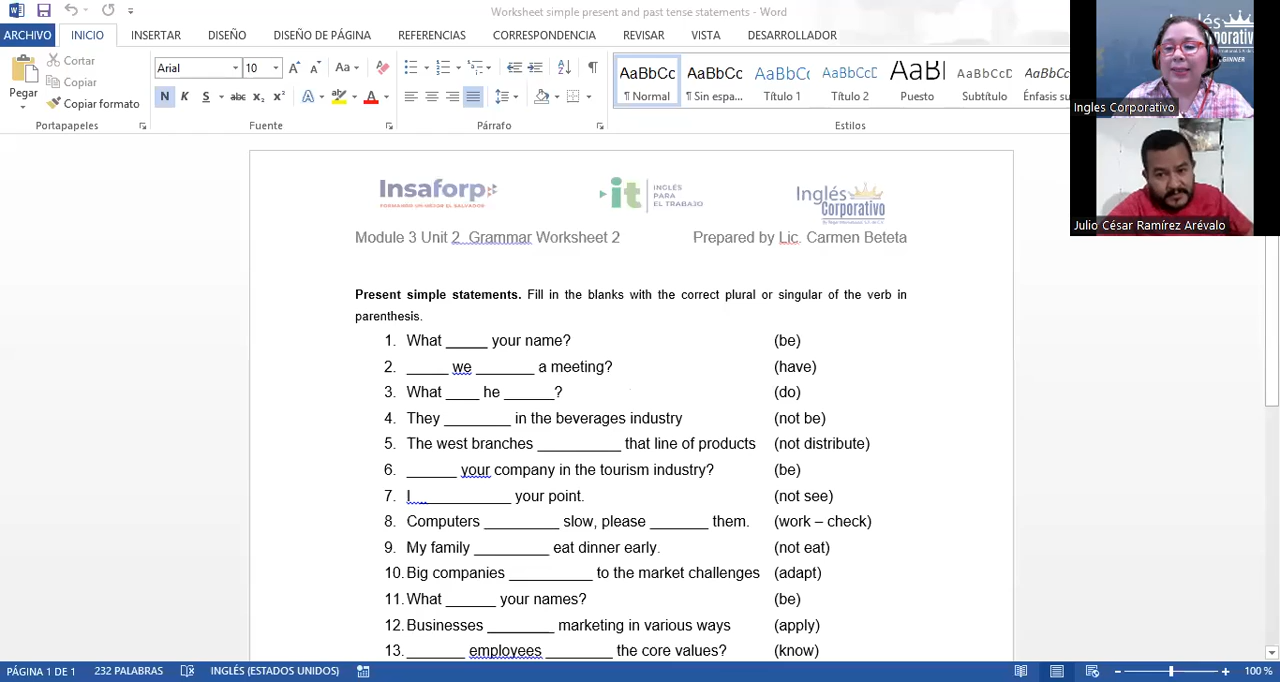 Worksheet simple present and past tense statements - Word
ARCHIVO INICIO INSERTAR DISEÑO DISEÑO DE PÁGINA REFERENCIAS CORRESPONDENCIA REVISAR VISTA DESARROLLADOR
Pegar
Cortar
Copiar
Copiar formato
Arial 10
N K S abc x₂ x²
AaBbCc AaBbCc AaBbC AaBbCcD AaBl AaBbCcD AaBbCc
¶ Normal ¶ Sin espa... Título 1 Título 2 Puesto Subtítulo Énfasis su
Portapapeles Fuente Párrafo Estilos
Ingles Corporativo
Julio César Ramírez Arévalo
Insaforp
it INGLÉS PARA EL TRABAJO
Inglés Corporativo
Module 3 Unit 2 Grammar Worksheet 2 Prepared by Lic. Carmen Beteta
Present simple statements. Fill in the blanks with the correct plural or singular of the verb in
parenthesis.
1. What _____ your name? (be)
2. _____ we _______ a meeting? (have)
3. What ____ he ______? (do)
4. They ________ in the beverages industry (not be)
5. The west branches __________ that line of products (not distribute)
6. ______ your company in the tourism industry? (be)
7. I ____________ your point. (not see)
8. Computers _________ slow, please _______ them. (work – check)
9. My family _________ eat dinner early. (not eat)
10. Big companies __________ to the market challenges (adapt)
11. What ______ your names? (be)
12. Businesses ________ marketing in various ways (apply)
13. _______ employees ________ the core values? (know)
PÁGINA 1 DE 1 232 PALABRAS INGLÉS (ESTADOS UNIDOS) 100 %